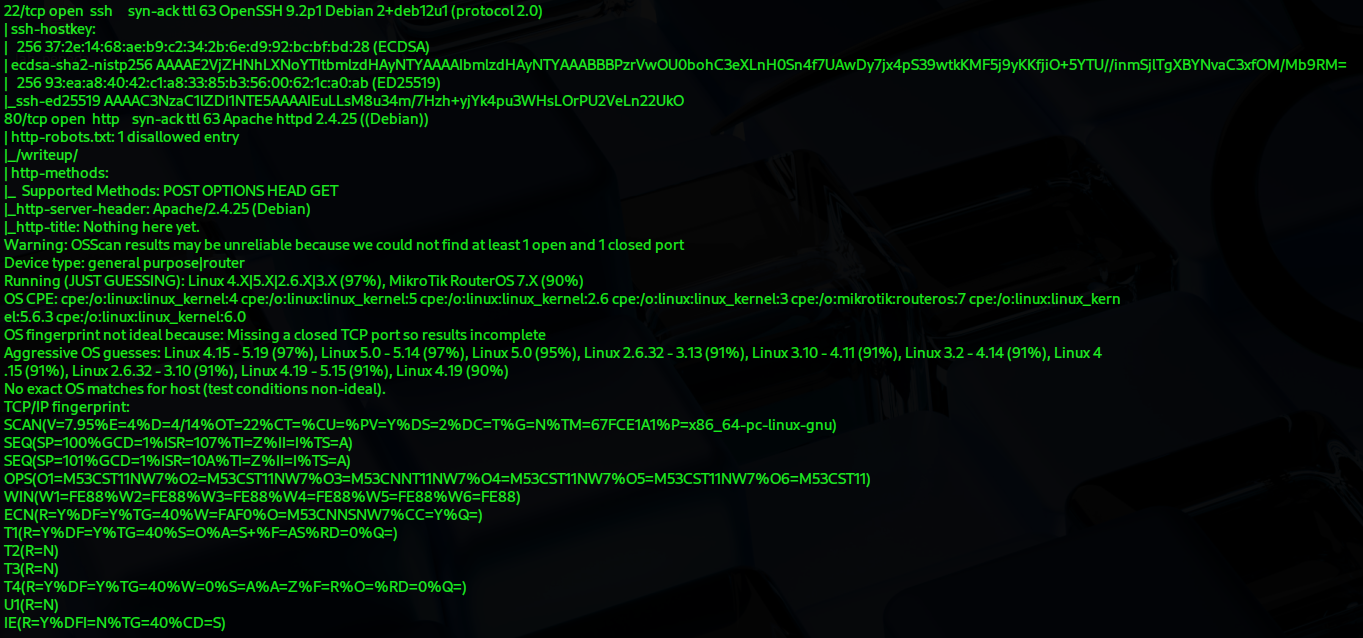 22/tcp open  ssh     syn-ack ttl 63 OpenSSH 9.2p1 Debian 2+deb12u1 (protocol 2.0)
| ssh-hostkey:
|   256 37:2e:14:68:ae:b9:c2:34:2b:6e:d9:92:bc:bf:bd:28 (ECDSA)
| ecdsa-sha2-nistp256 AAAAE2VjZHNhLXNoYTItbmlzdHAyNTYAAAAIbmlzdHAyNTYAAABBBPzrVwOU0bohC3eXLnH0Sn4f7UAwDy7jx4pS39wtkKMF5j9yKKfjiO+5YTU//inmSjlTgXBYNvaC3xfOM/Mb9RM=
|   256 93:ea:a8:40:42:c1:a8:33:85:b3:56:00:62:1c:a0:ab (ED25519)
|_ssh-ed25519 AAAAC3NzaC1lZDI1NTE5AAAAIEuLLsM8u34m/7Hzh+yjYk4pu3WHsLOrPU2VeLn22UkO
80/tcp open  http    syn-ack ttl 63 Apache httpd 2.4.25 ((Debian))
| http-robots.txt: 1 disallowed entry
|_/writeup/
| http-methods:
|_  Supported Methods: POST OPTIONS HEAD GET
|_http-server-header: Apache/2.4.25 (Debian)
|_http-title: Nothing here yet.
Warning: OSScan results may be unreliable because we could not find at least 1 open and 1 closed port
Device type: general purpose|router
Running (JUST GUESSING): Linux 4.X|5.X|2.6.X|3.X (97%), MikroTik RouterOS 7.X (90%)
OS CPE: cpe:/o:linux:linux_kernel:4 cpe:/o:linux:linux_kernel:5 cpe:/o:linux:linux_kernel:2.6 cpe:/o:linux:linux_kernel:3 cpe:/o:mikrotik:routeros:7 cpe:/o:linux:linux_kern
el:5.6.3 cpe:/o:linux:linux_kernel:6.0
OS fingerprint not ideal because: Missing a closed TCP port so results incomplete
Aggressive OS guesses: Linux 4.15 - 5.19 (97%), Linux 5.0 - 5.14 (97%), Linux 5.0 (95%), Linux 2.6.32 - 3.13 (91%), Linux 3.10 - 4.11 (91%), Linux 3.2 - 4.14 (91%), Linux 4
.15 (91%), Linux 2.6.32 - 3.10 (91%), Linux 4.19 - 5.15 (91%), Linux 4.19 (90%)
No exact OS matches for host (test conditions non-ideal).
TCP/IP fingerprint:
SCAN(V=7.95%E=4%D=4/14%OT=22%CT=%CU=%PV=Y%DS=2%DC=T%G=N%TM=67FCE1A1%P=x86_64-pc-linux-gnu)
SEQ(SP=100%GCD=1%ISR=107%TI=Z%II=I%TS=A)
SEQ(SP=101%GCD=1%ISR=10A%TI=Z%II=I%TS=A)
OPS(O1=M53CST11NW7%O2=M53CST11NW7%O3=M53CNNT11NW7%O4=M53CST11NW7%O5=M53CST11NW7%O6=M53CST11)
WIN(W1=FE88%W2=FE88%W3=FE88%W4=FE88%W5=FE88%W6=FE88)
ECN(R=Y%DF=Y%TG=40%W=FAF0%O=M53CNNSNW7%CC=Y%Q=)
T1(R=Y%DF=Y%TG=40%S=O%A=S+%F=AS%RD=0%Q=)
T2(R=N)
T3(R=N)
T4(R=Y%DF=Y%TG=40%W=0%S=A%A=Z%F=R%O=%RD=0%Q=)
U1(R=N)
IE(R=Y%DFI=N%TG=40%CD=S)